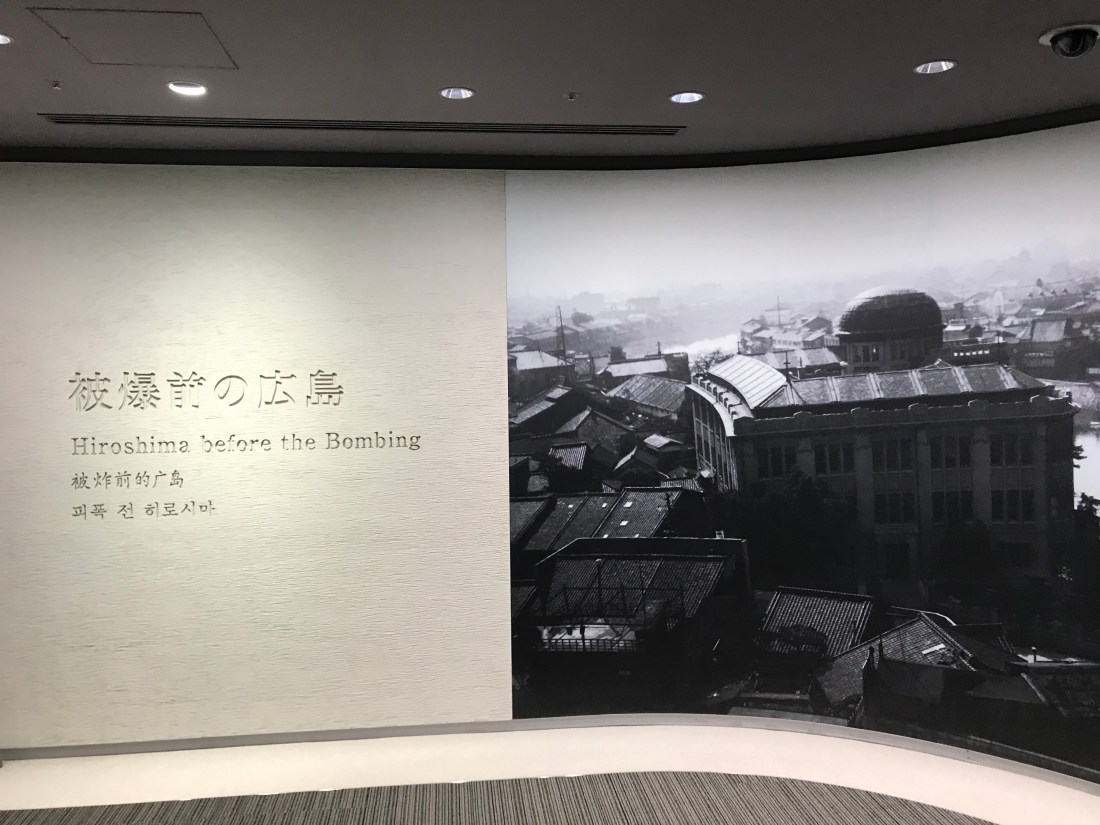 被爆前の広島
Hiroshima before the Bombing
被炸前的广岛
피폭 전 히로시마